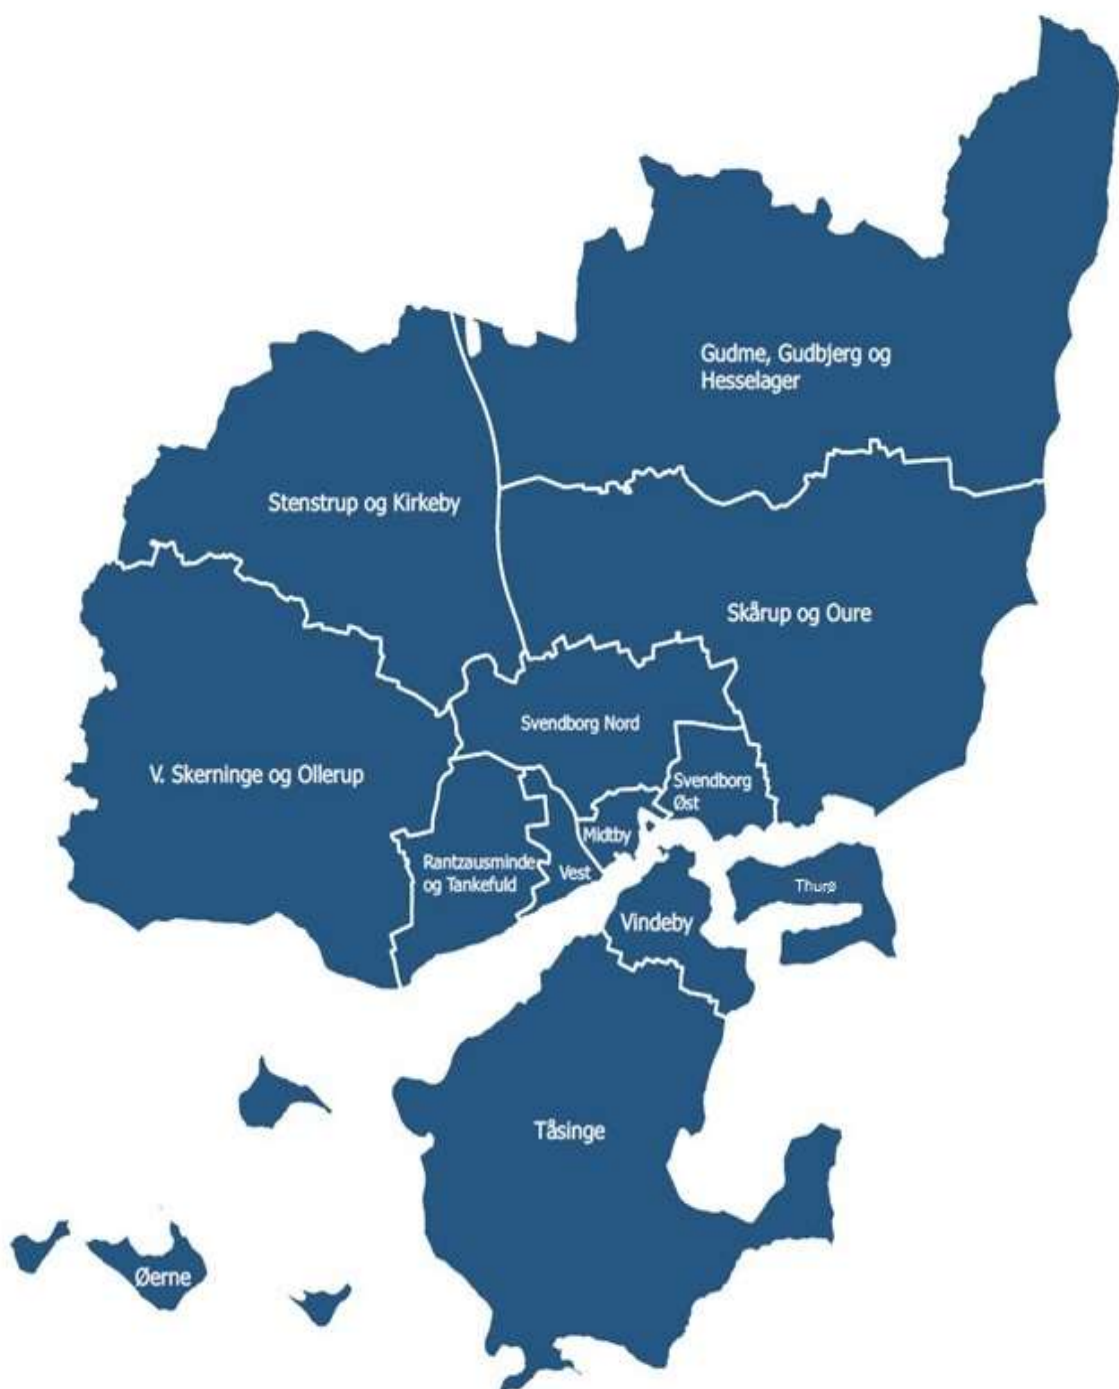 Gudme, Gudbjerg og
Hesselager
Stenstrup og Kirkeby
Skårup og Oure
Svendborg Nord
V. Skerninge og Ollerup
Svendborg
Øst
Midtby
Rantzausminde
og Tankefuld
Vest
Thurø
Vindeby
Tåsinge
Øerne